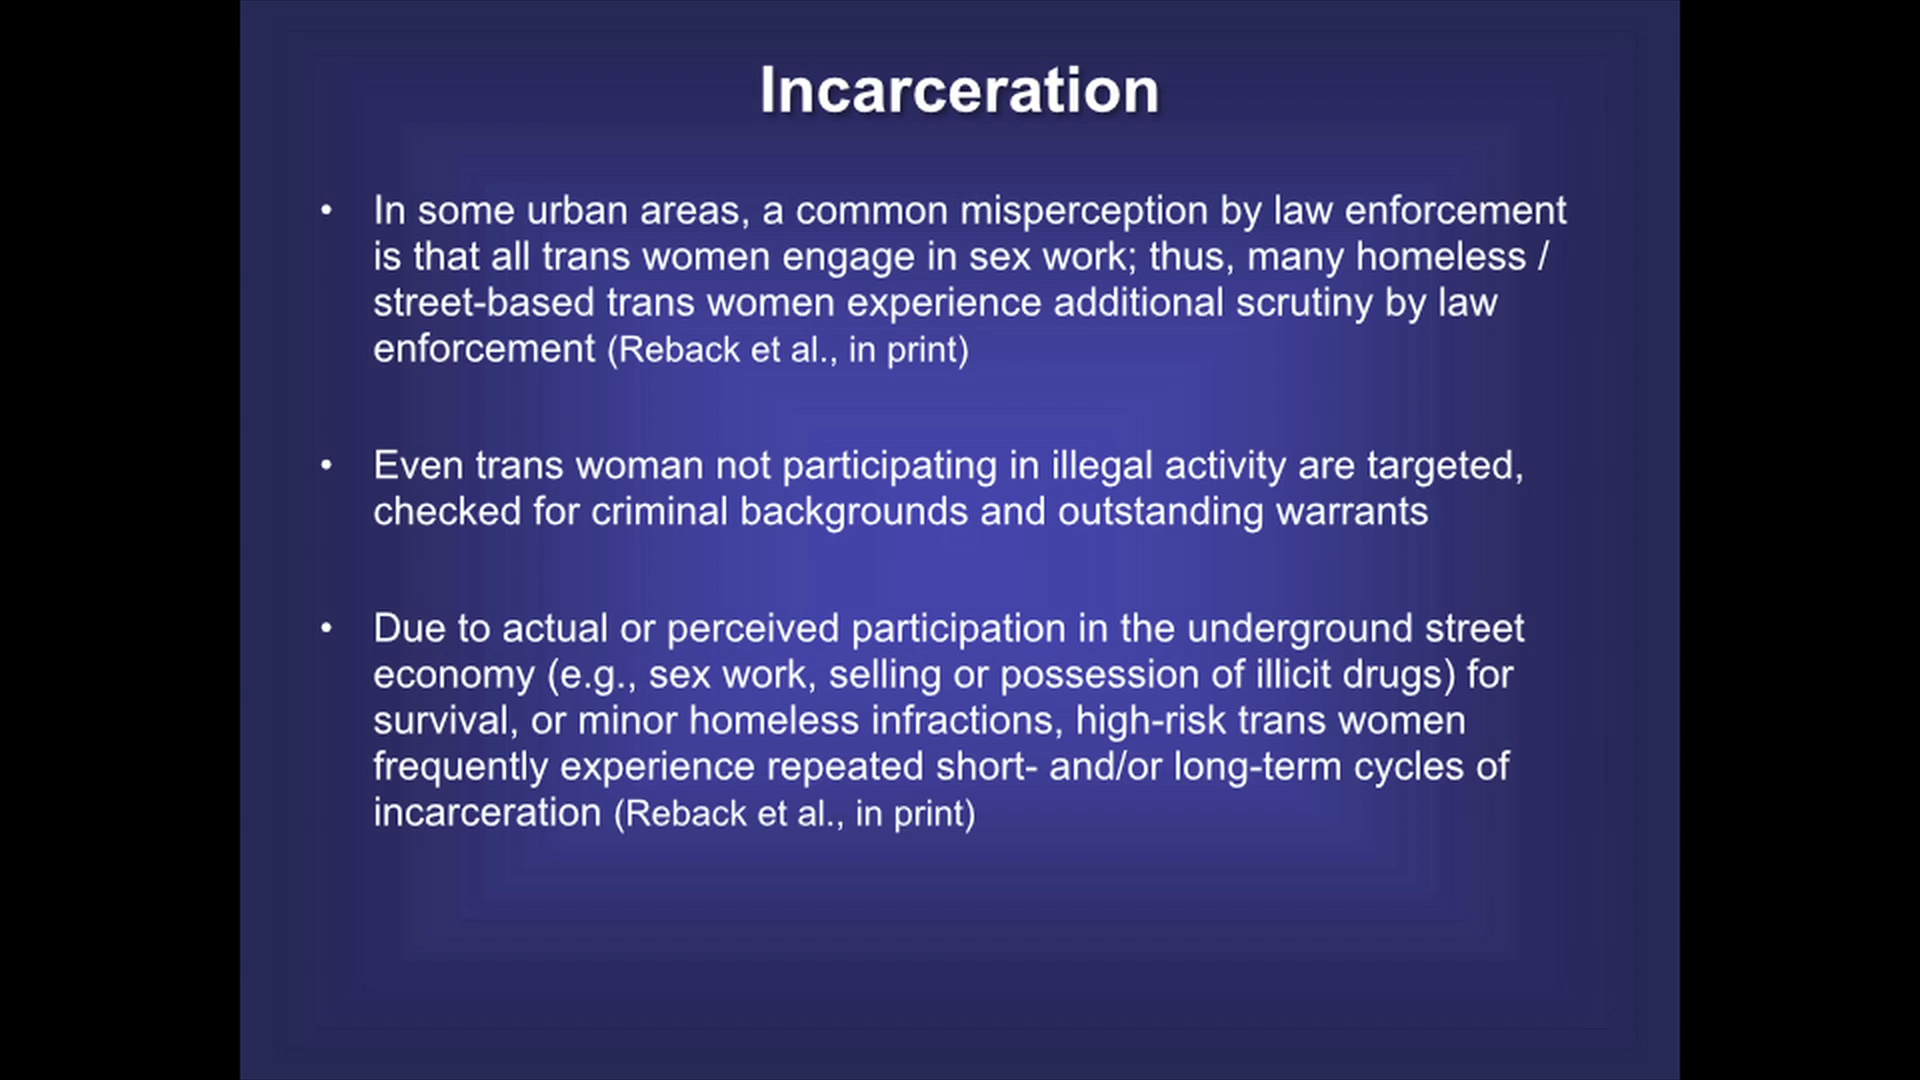 Incarceration
• In some urban areas, a common misperception by law enforcement
is that all trans women engage in sex work; thus, many homeless /
street-based trans women experience additional scrutiny by law
enforcement (Reback et al., in print)
• Even trans woman not participating in illegal activity are targeted,
checked for criminal backgrounds and outstanding warrants
• Due to actual or perceived participation in the underground street
economy (e.g., sex work, selling or possession of illicit drugs) for
survival, or minor homeless infractions, high-risk trans women
frequently experience repeated short- and/or long-term cycles of
incarceration (Reback et al., in print)